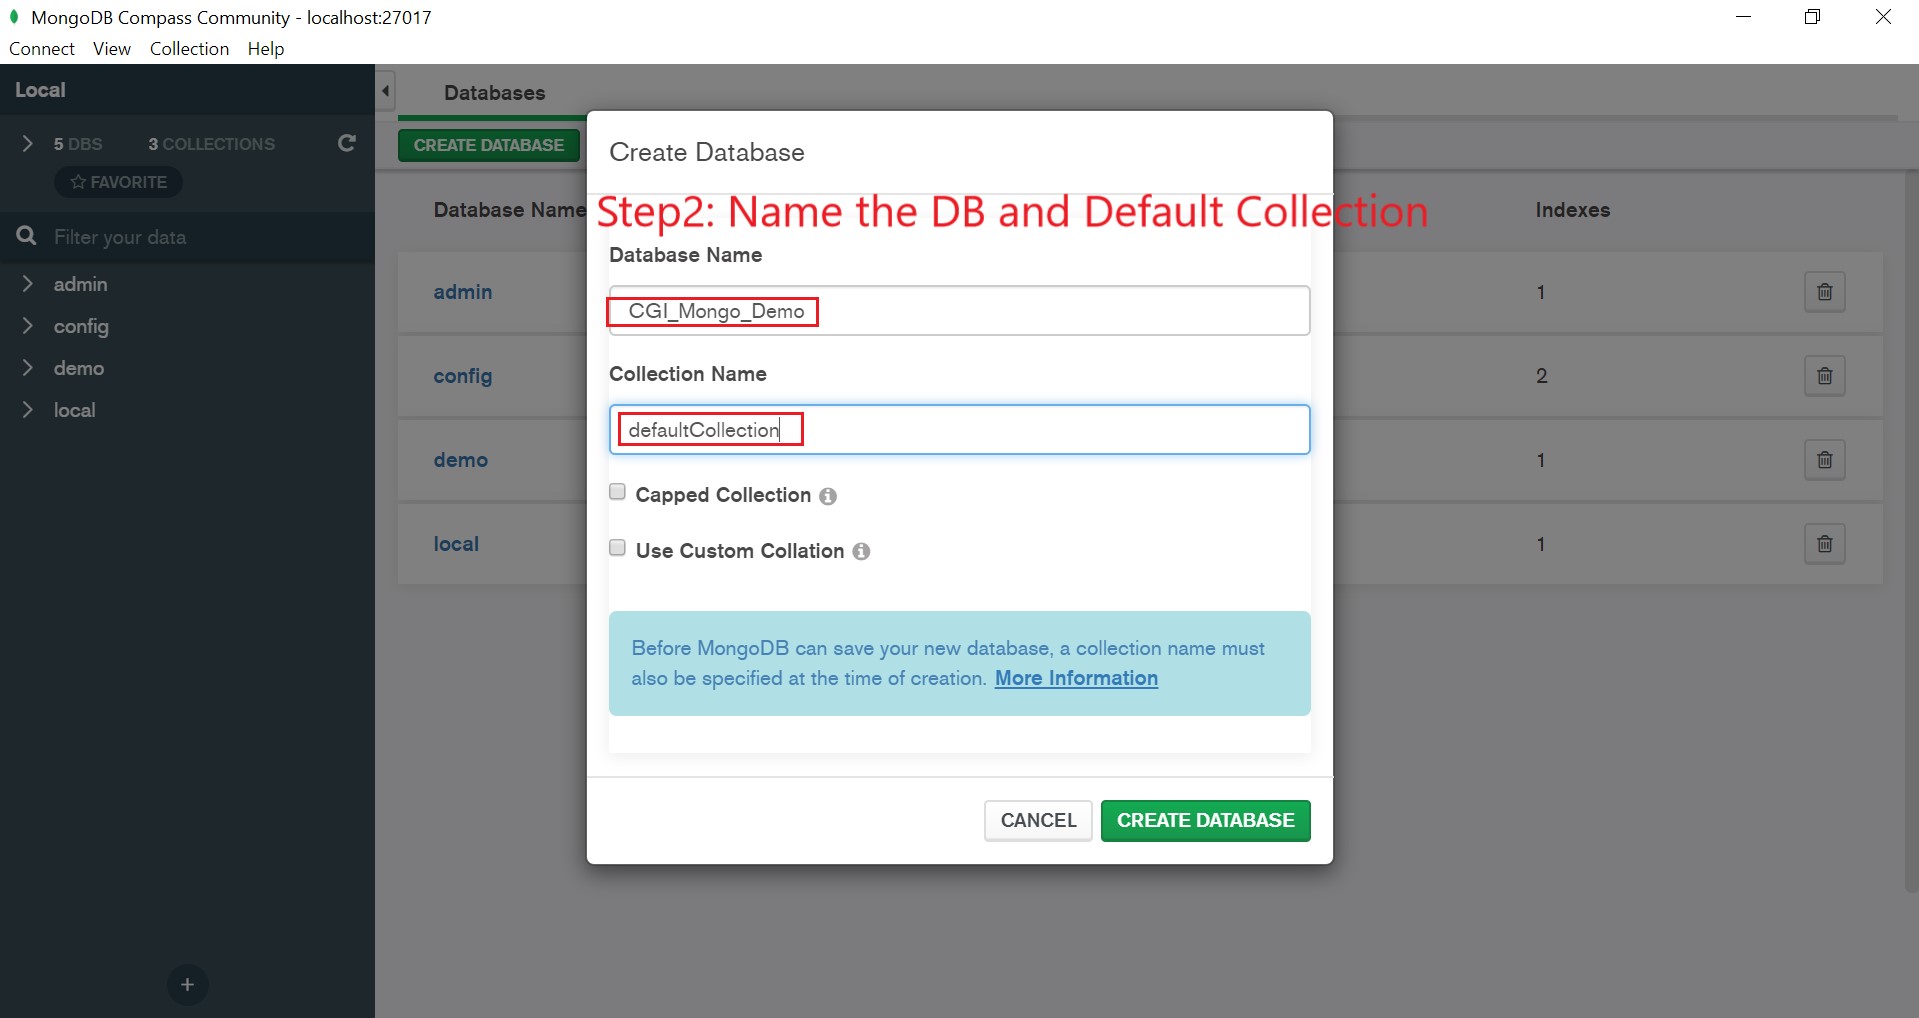 MongoDB Compass Community - localhost:27017
Connect View Collection Help
Local
5 DBS 3 COLLECTIONS
FAVORITE
Filter your data
admin
config
demo
local
Databases
CREATE DATABASE
Database Name
Indexes
admin 1
config 2
demo 1
local 1
Create Database
Step2: Name the DB and Default Collection
Database Name
CGI_Mongo_Demo
Collection Name
defaultCollection
Capped Collection
Use Custom Collation
Before MongoDB can save your new database, a collection name must
also be specified at the time of creation. More Information
CANCEL CREATE DATABASE